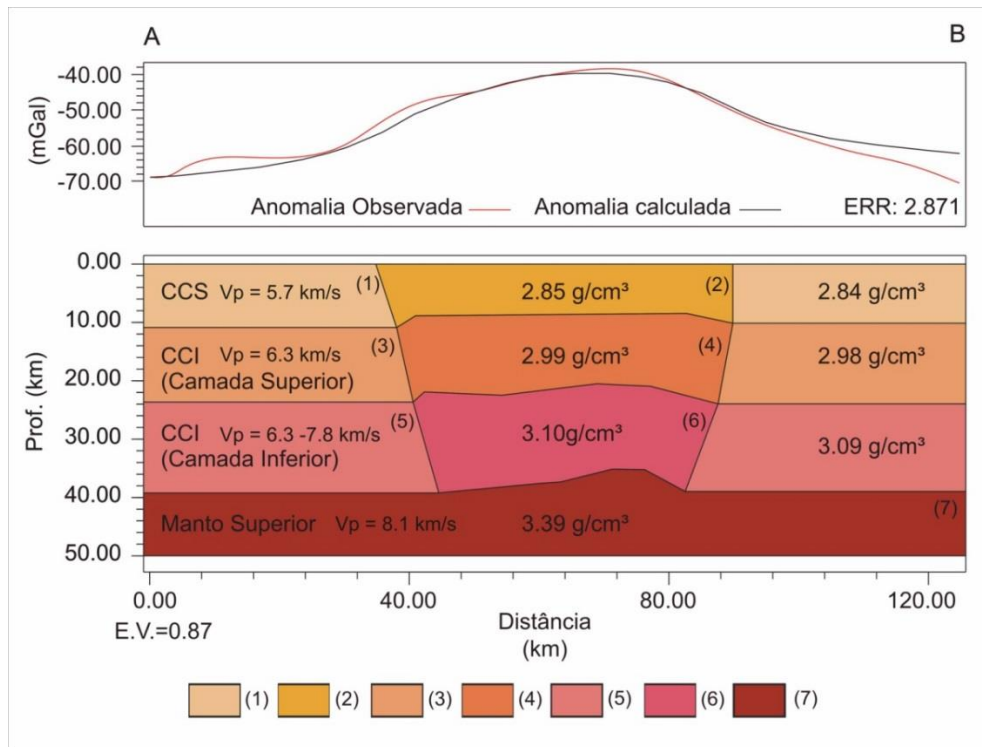 A
B
-40.00
-50.00
-60.00
-70.00
(mGal)
Anomalia Observada
Anomalia calculada
ERR: 2.871
0.00
10.00
20.00
30.00
40.00
50.00
Prof. (km)
CCS Vp = 5.7 km/s
(1)
2.85 g/cm³
(2)
2.84 g/cm³
CCI Vp = 6.3 km/s
(Camada Superior)
(3)
2.99 g/cm³
(4)
2.98 g/cm³
CCI Vp = 6.3 -7.8 km/s
(Camada Inferior)
(5)
3.10g/cm³
(6)
3.09 g/cm³
Manto Superior Vp = 8.1 km/s
3.39 g/cm³
(7)
0.00
40.00
80.00
120.00
E.V.=0.87
Distância
(km)
(1)
(2)
(3)
(4)
(5)
(6)
(7)